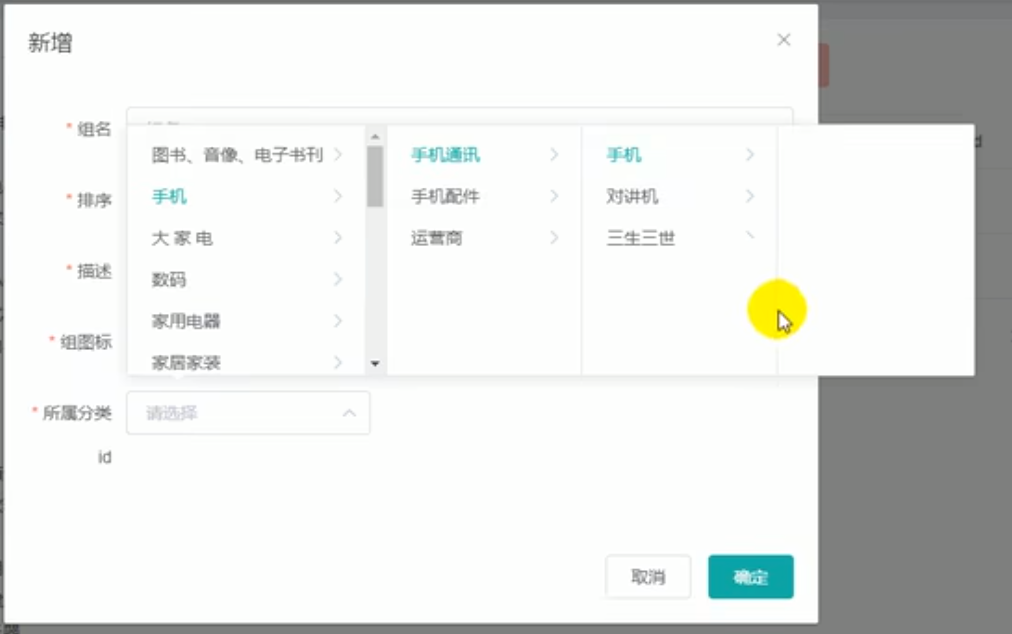 新增
* 组名
* 排序
* 描述
* 组图标
* 所属分类
id
图书、音像、电子书刊
手机
大 家 电
数码
家用电器
家居家装
手机通讯
手机配件
运营商
手机
对讲机
三生三世
请选择
取消
确定